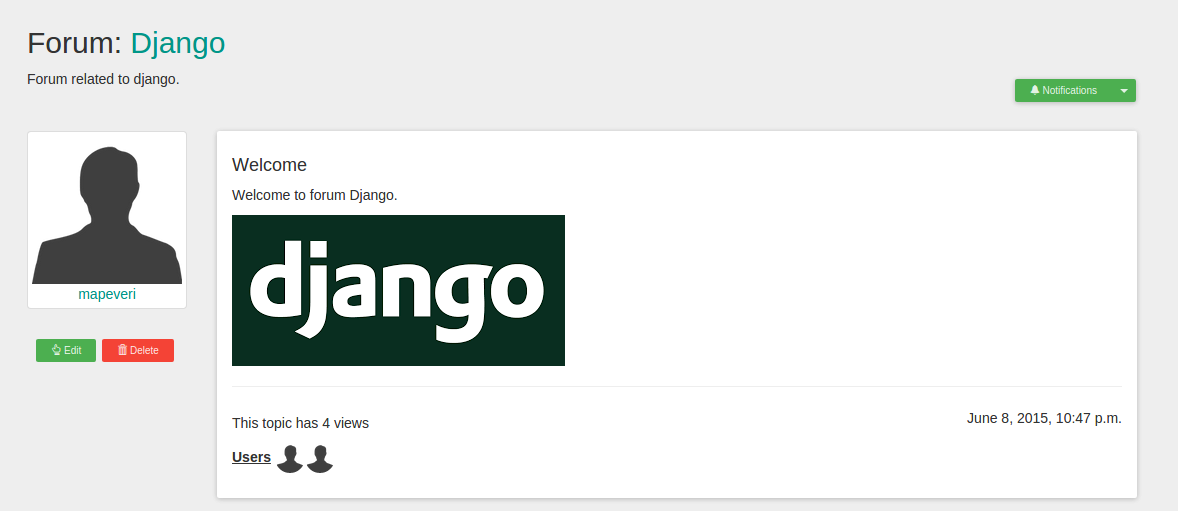 Forum: Django
Forum related to django.
Notifications
mapeveri
Edit
Delete
Welcome
Welcome to forum Django.
django
This topic has 4 views
June 8, 2015, 10:47 p.m.
Users